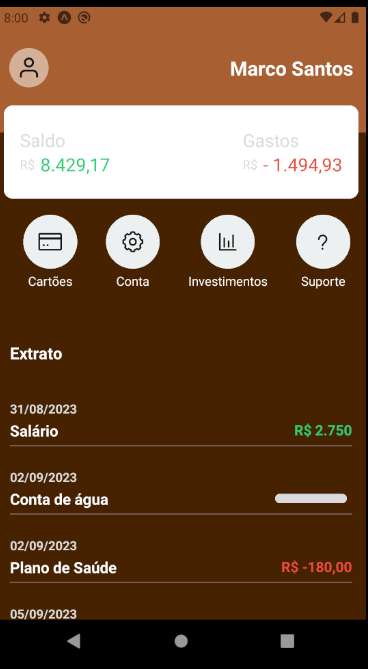 8:00
Marco Santos
Saldo Gastos
R$ 8.429,17 R$ - 1.494,93
Cartões Conta Investimentos Suporte
Extrato
31/08/2023
Salário R$ 2.750
02/09/2023
Conta de água
02/09/2023
Plano de Saúde R$ -180,00
05/09/2023